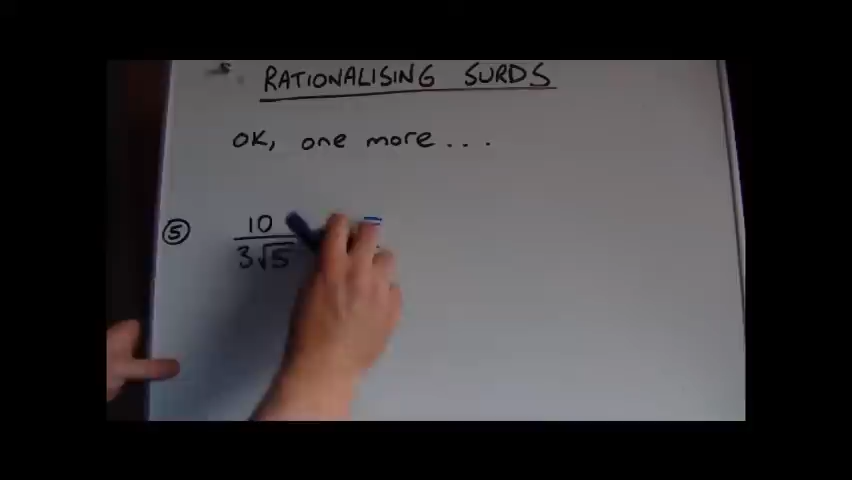 RATIONALISING SURDS
OK, one more...
⑤ 10
3√5